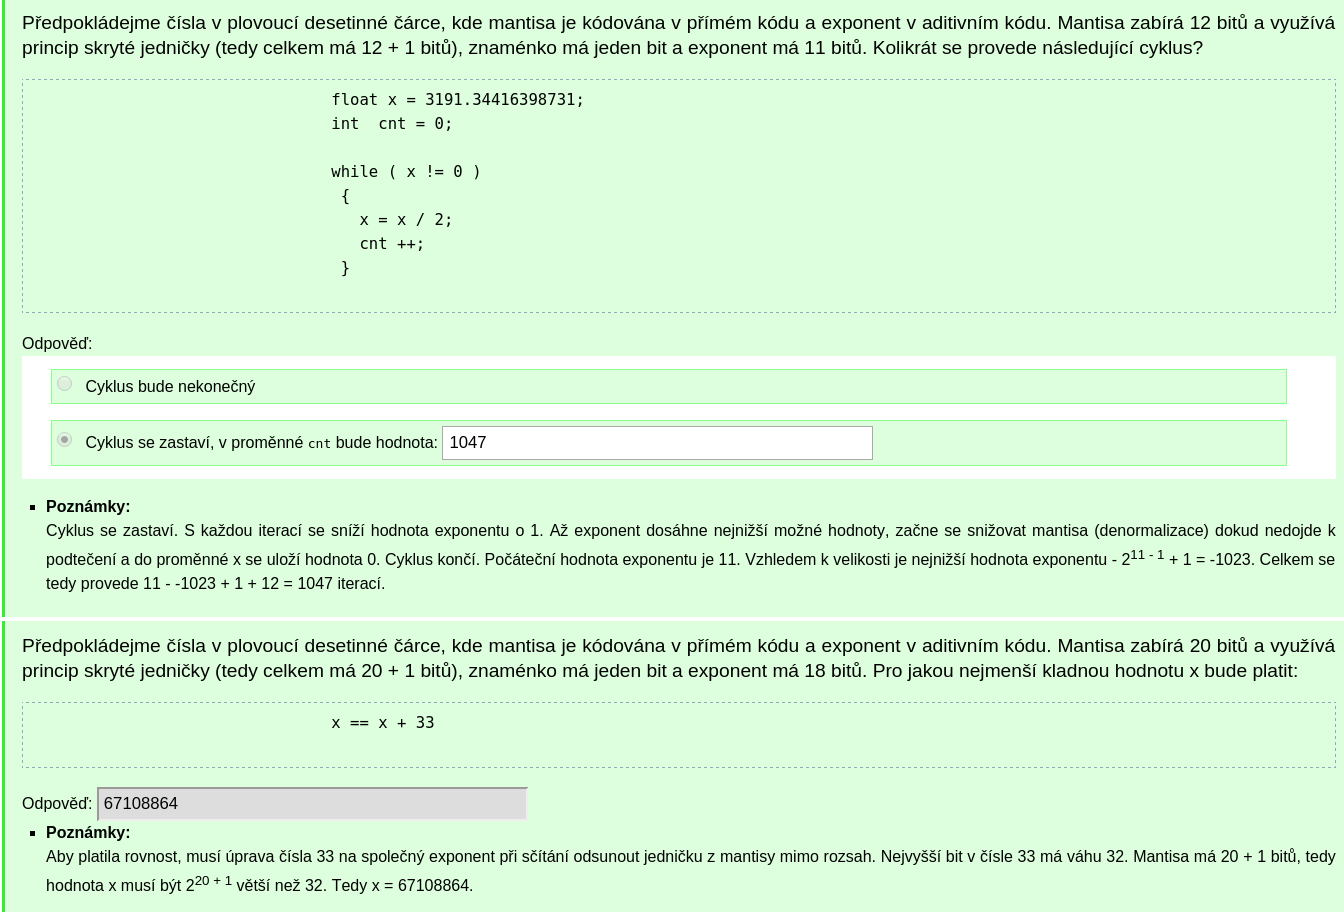 Předpokládejme čísla v plovoucí desetinné čárce, kde mantisa je kódována v přímém kódu a exponent v aditivním kódu. Mantisa zabírá 12 bitů a využívá
princip skryté jedničky (tedy celkem má 12 + 1 bitů), znaménko má jeden bit a exponent má 11 bitů. Kolikrát se provede následující cyklus?
float x = 3191.34416398731;
int  cnt = 0;
while ( x != 0 )
{
x = x / 2;
cnt ++;
}
Odpověď:
Cyklus bude nekonečný
Cyklus se zastaví, v proměnné cnt bude hodnota: 1047
Poznámky:
Cyklus se zastaví. S každou iterací se sníží hodnota exponentu o 1. Až exponent dosáhne nejnižší možné hodnoty, začne se snižovat mantisa (denormalizace) dokud nedojde k
podtečení a do proměnné x se uloží hodnota 0. Cyklus končí. Počáteční hodnota exponentu je 11. Vzhledem k velikosti je nejnižší hodnota exponentu - 2^11 - 1 + 1 = -1023. Celkem se
tedy provede 11 - -1023 + 1 + 12 = 1047 iterací.
Předpokládejme čísla v plovoucí desetinné čárce, kde mantisa je kódována v přímém kódu a exponent v aditivním kódu. Mantisa zabírá 20 bitů a využívá
princip skryté jedničky (tedy celkem má 20 + 1 bitů), znaménko má jeden bit a exponent má 18 bitů. Pro jakou nejmenší kladnou hodnotu x bude platit:
x == x + 33
Odpověď: 67108864
Poznámky:
Aby platila rovnost, musí úprava čísla 33 na společný exponent při sčítání odsunout jedničku z mantisy mimo rozsah. Nejvyšší bit v čísle 33 má váhu 32. Mantisa má 20 + 1 bitů, tedy
hodnota x musí být 2^20 + 1 větší než 32. Tedy x = 67108864.